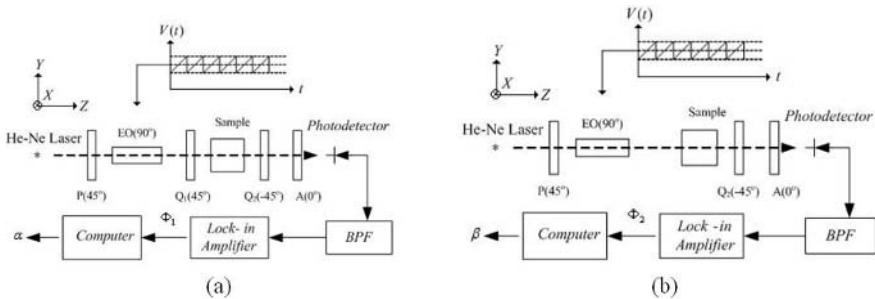 V(t)
t
Y
X
Z
He-Ne Laser
*
EO(90°)
Sample
Photodetector
P(45°)
Q₁(45°)
Q₂(-45°)
A(0°)
α
Computer
Φ₁
Lock- in
Amplifier
BPF
(a)
V(t)
t
Y
X
Z
He-Ne Laser
*
EO(90°)
Sample
Photodetector
P(45°)
Q₂(-45°)
A(0°)
β
Computer
Φ₂
Lock -in
Amplifier
BPF
(b)